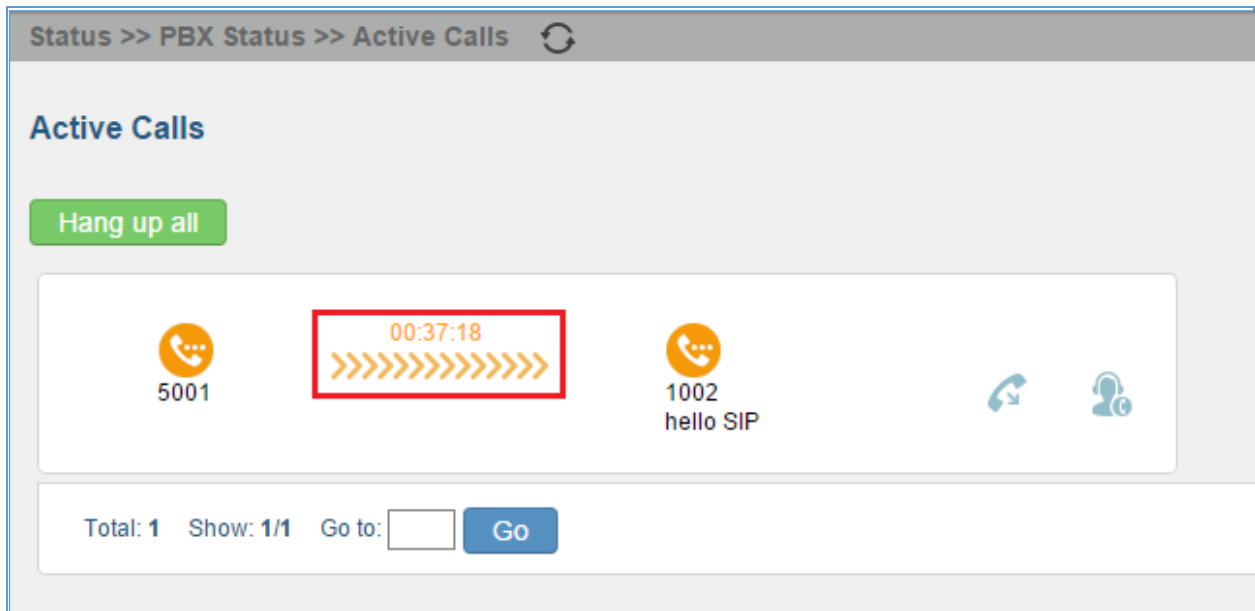 Status >> PBX Status >> Active Calls
Active Calls
Hang up all
00:37:18
5001
1002
hello SIP
Total: 1 Show: 1/1 Go to: Go